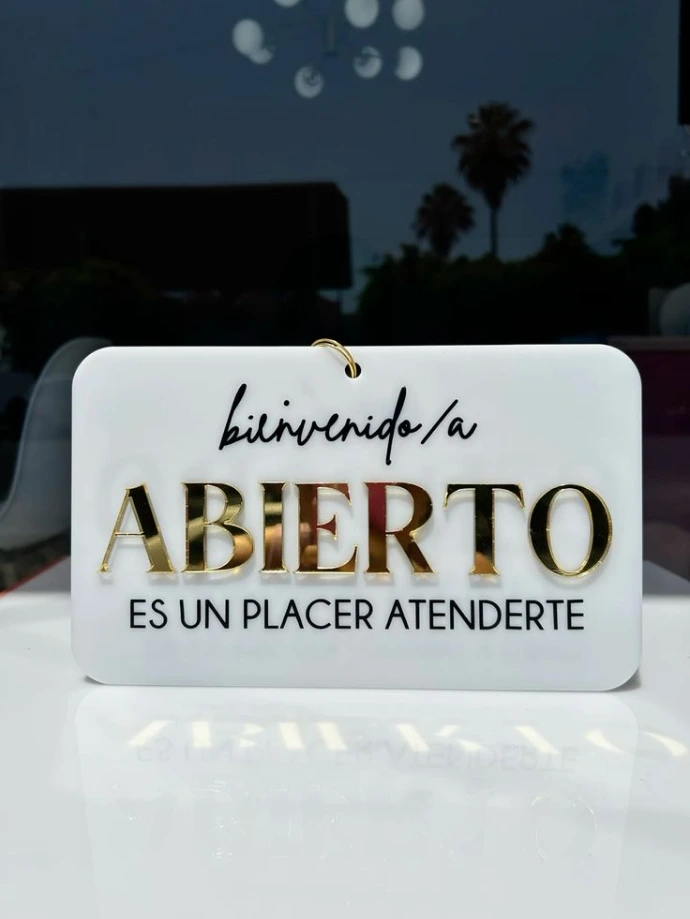 bienvenido/a
ABIERTO
ES UN PLACER ATENDERTE